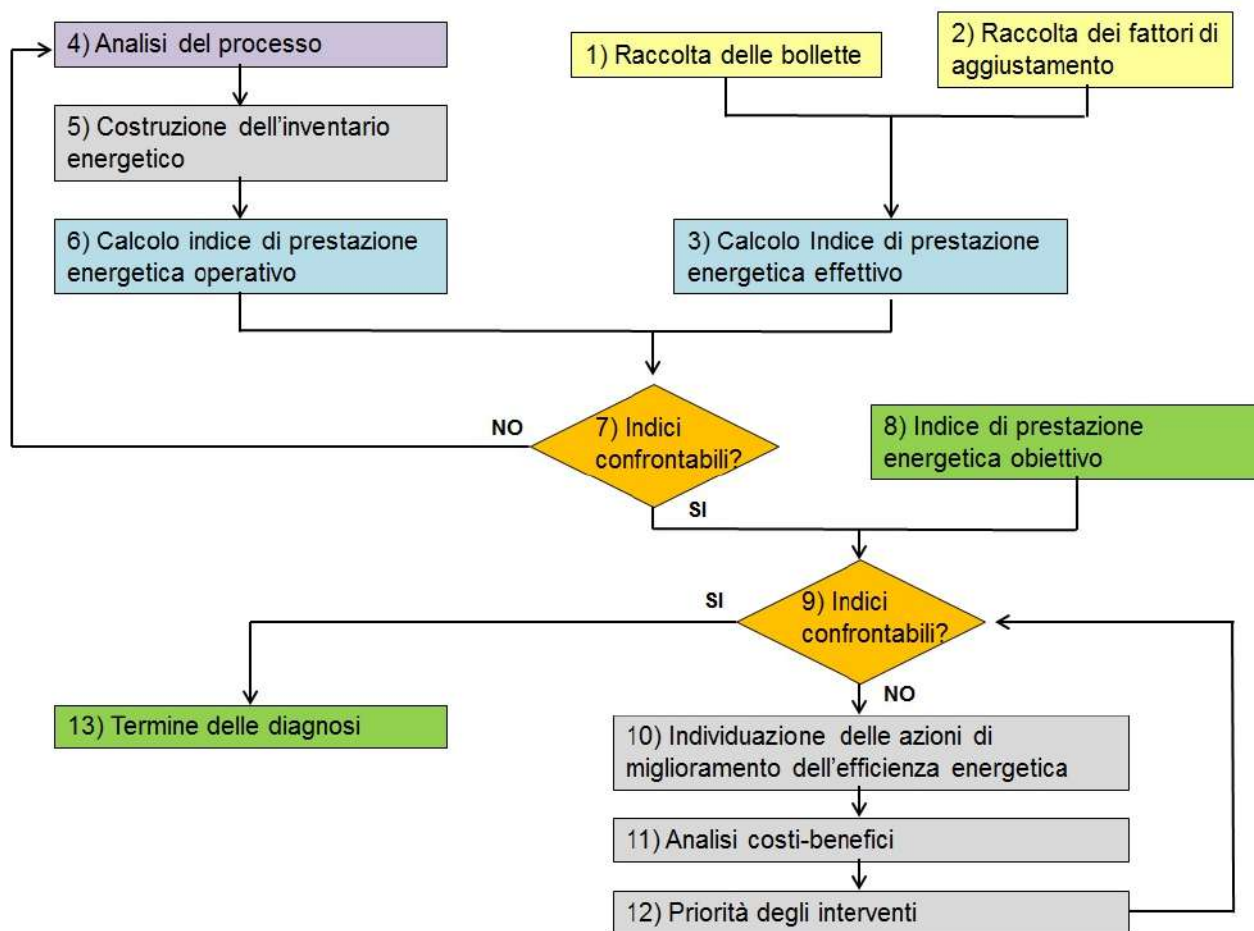 4) Analisi del processo
1) Raccolta delle bollette
2) Raccolta dei fattori di
aggiustamento
5) Costruzione dell'inventario
energetico
6) Calcolo indice di prestazione
energetica operativo
3) Calcolo Indice di prestazione
energetica effettivo
NO
7) Indici
confrontabili?
8) Indice di prestazione
energetica obiettivo
SI
SI
9) Indici
confrontabili?
NO
13) Termine delle diagnosi
10) Individuazione delle azioni di
miglioramento dell'efficienza energetica
11) Analisi costi-benefici
12) Priorità degli interventi